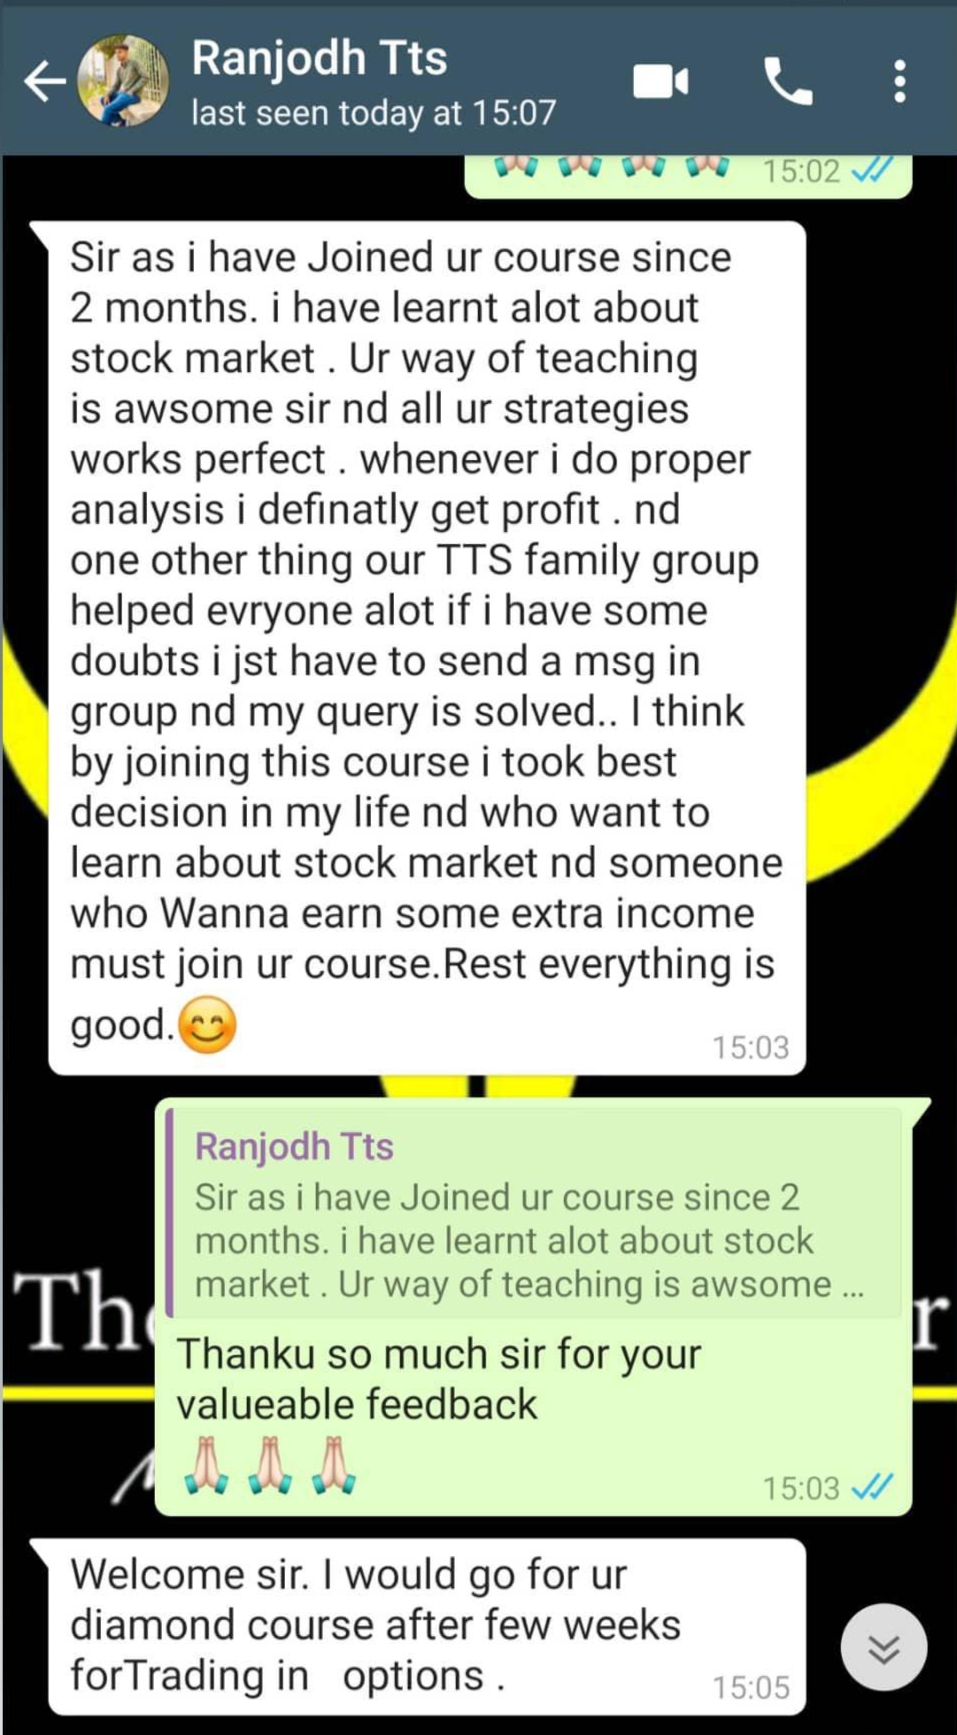 Ranjodh Tts
last seen today at 15:07
15:02
Sir as i have Joined ur course since
2 months. i have learnt alot about
stock market . Ur way of teaching
is awsome sir nd all ur strategies
works perfect . whenever i do proper
analysis i definatly get profit . nd
one other thing our TTS family group
helped evryone alot if i have some
doubts i jst have to send a msg in
group nd my query is solved.. I think
by joining this course i took best
decision in my life nd who want to
learn about stock market nd someone
who Wanna earn some extra income
must join ur course.Rest everything is
good.😊
15:03
Ranjodh Tts
Sir as i have Joined ur course since 2
months. i have learnt alot about stock
market . Ur way of teaching is awsome ...
Thanku so much sir for your
valueable feedback
🙏🏻 🙏🏻 🙏🏻
15:03
Welcome sir. I would go for ur
diamond course after few weeks
forTrading in   options .
15:05